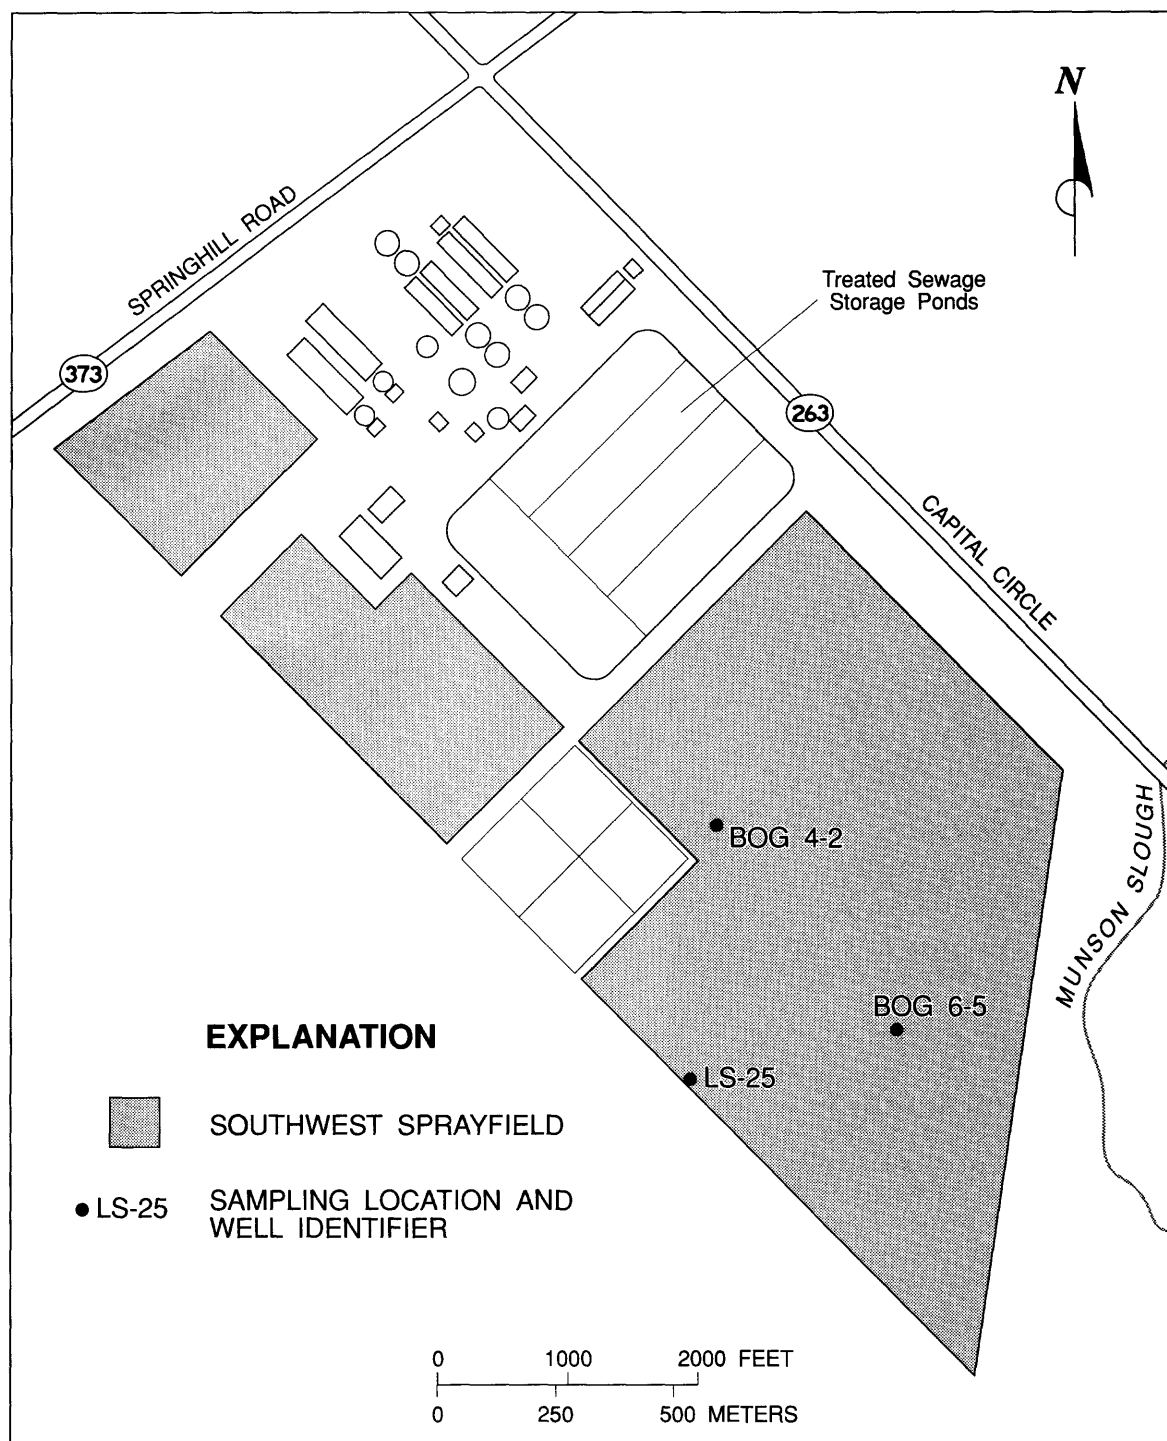 N
SPRINGHILL ROAD
Treated Sewage
Storage Ponds
373
263
CAPITAL CIRCLE
MUNSON SLOUGH
BOG 4-2
BOG 6-5
LS-25
EXPLANATION
SOUTHWEST SPRAYFIELD
LS-25
SAMPLING LOCATION AND
WELL IDENTIFIER
0 1000 2000 FEET
0 250 500 METERS